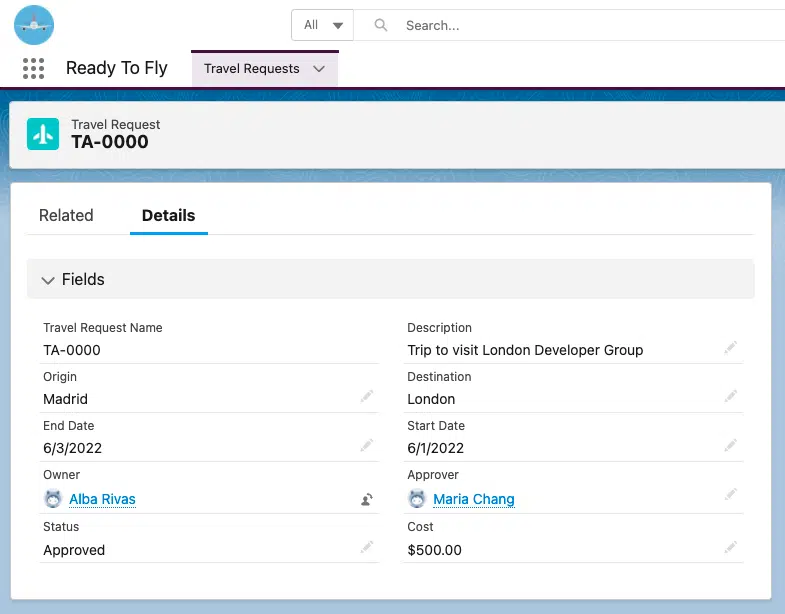 All
Search...
Ready To Fly
Travel Requests
Travel Request
TA-0000
Related
Details
Fields
Travel Request Name
TA-0000
Description
Trip to visit London Developer Group
Origin
Madrid
Destination
London
End Date
6/3/2022
Start Date
6/1/2022
Owner
Alba Rivas
Approver
Maria Chang
Status
Approved
Cost
$500.00